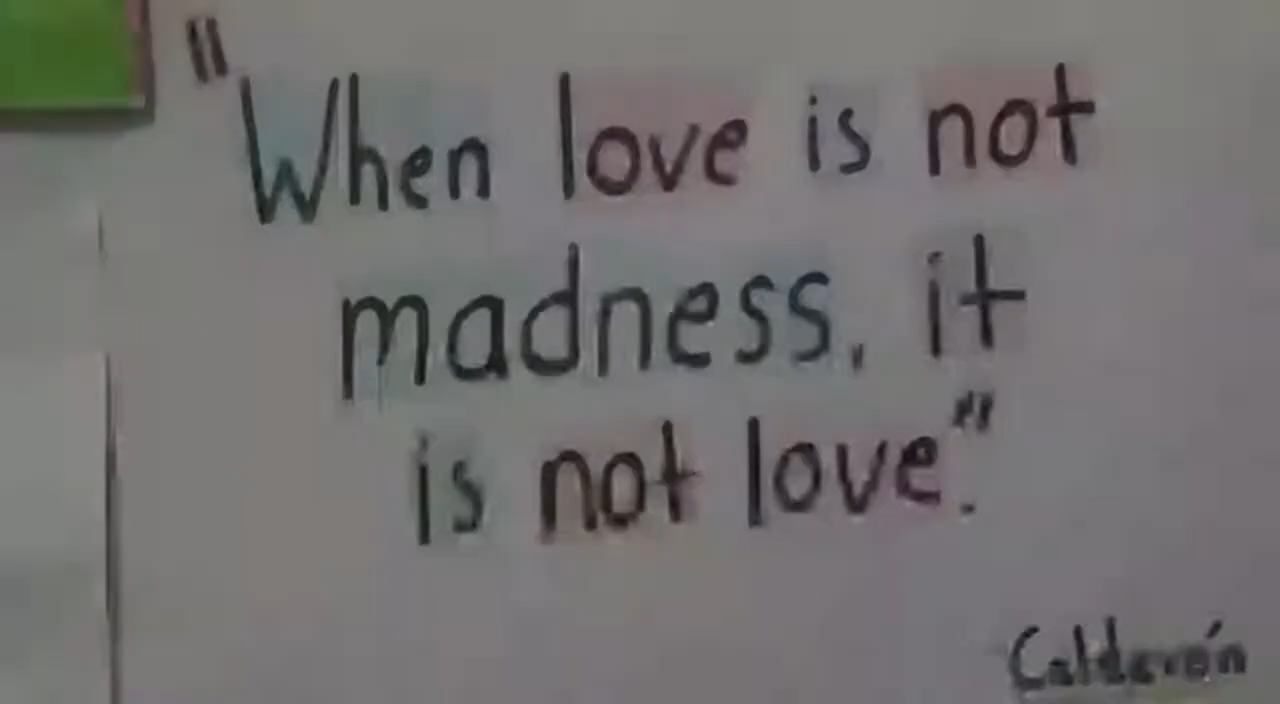 "When love is not
madness, it
is not love."
Calderón